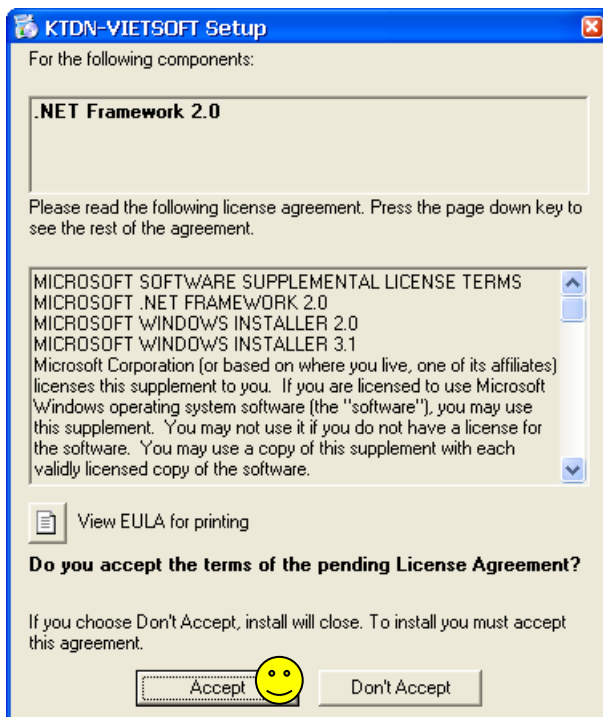 KTDN-VIETSOFT Setup
For the following components:
.NET Framework 2.0
Please read the following license agreement. Press the page down key to
see the rest of the agreement.
MICROSOFT SOFTWARE SUPPLEMENTAL LICENSE TERMS
MICROSOFT .NET FRAMEWORK 2.0
MICROSOFT WINDOWS INSTALLER 2.0
MICROSOFT WINDOWS INSTALLER 3.1
Microsoft Corporation (or based on where you live, one of its affiliates)
licenses this supplement to you.  If you are licensed to use Microsoft
Windows operating system software (the "software"), you may use
this supplement.  You may not use it if you do not have a license for
the software.  You may use a copy of this supplement with each
validly licensed copy of the software.
View EULA for printing
Do you accept the terms of the pending License Agreement?
If you choose Don't Accept, install will close. To install you must accept
this agreement.
Accept
Don't Accept